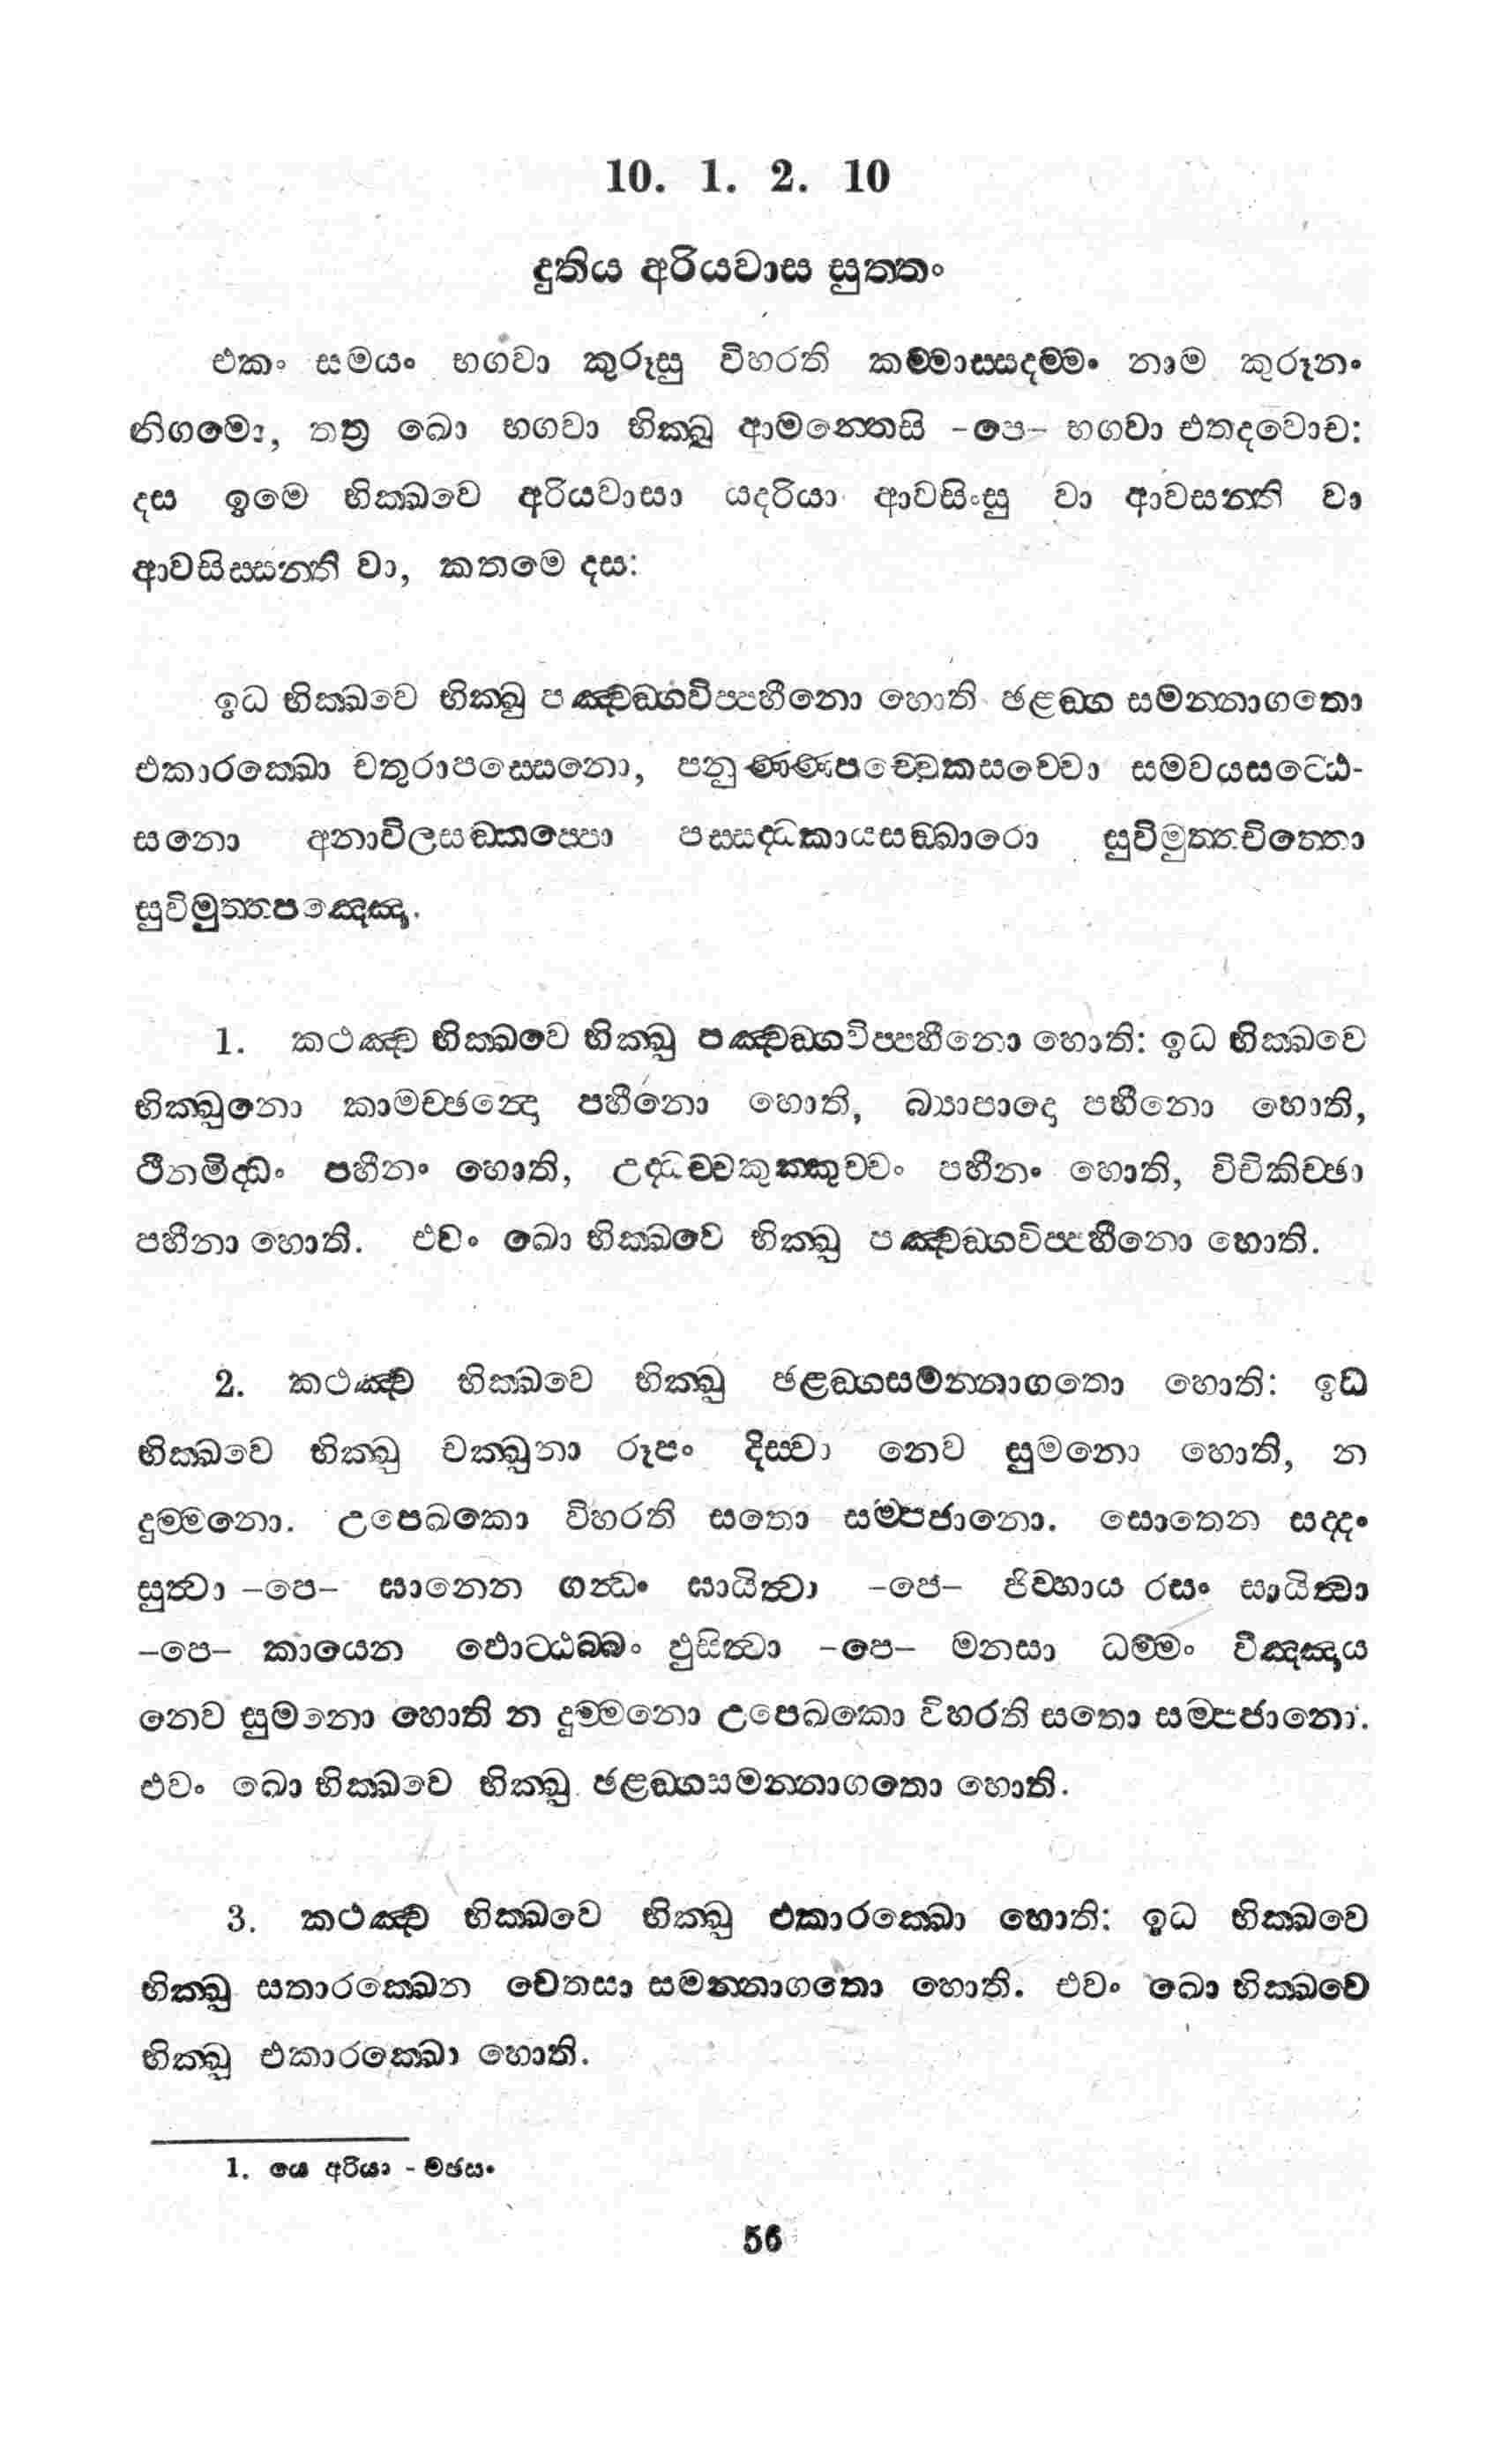 10. 1. 2. 10
දුතිය අරියවාස සුත්තං
එකං සමයං භගවා කුරූසු විහරති කම්මාස්සදම්මං නාම කුරූනං
නිගමො, තත්‍ර ඛො භගවා භික්ඛූ ආමන්තෙසි -පෙ- භගවා එතදවොච:
දස ඉමෙ භික්ඛවෙ අරියවාසා යදරියා ආවසිංසු වා ආවසන්ති වා
ආවසිස්සන්ති වා, කතමෙ දස:
ඉධ භික්ඛවෙ භික්ඛු පඤ්චඞ්ගවිප්පහීනො හොති ඡළඞ්ග සමන්නාගතො
එකාරක්ඛො චතුරාපස්සෙනො, පනුණ්ණපච්චෙකසච්චො සමවයසට්ඨෙ-
සනො අනාවිලසඞ්කප්පො පස්සද්ධකායසඞ්ඛාරො සුවිමුත්තචිත්තො
සුවිමුත්තපඤ්ඤො.
1. කථඤ්ච භික්ඛවෙ භික්ඛු පඤ්චඞ්ගවිප්පහීනො හොති: ඉධ භික්ඛවෙ
භික්ඛුනො කාමච්ඡන්දො පහීනො හොති, බ්‍යාපාදො පහීනො හොති,
ථීනමිද්ධං පහීනං හොති, උද්ධච්චකුක්කුච්චං පහීනං හොති, විචිකිච්ඡා
පහීනා හොති. එවං ඛො භික්ඛවෙ භික්ඛු පඤ්චඞ්ගවිප්පහීනො හොති.
2. කථඤ්ච භික්ඛවෙ භික්ඛු ඡළඞ්ගසමන්නාගතො හොති: ඉධ
භික්ඛවෙ භික්ඛු චක්ඛුනා රූපං දිස්වා නෙව සුමනො හොති, න
දුම්මනො. උපෙඛකො විහරති සතො සම්පජානො. සොතෙන සද්දං
සුත්වා -පෙ- ඝානෙන ගන්ධං ඝායිත්වා -පෙ- ජිව්හාය රසං සායිත්වා
-පෙ- කායෙන ඵොට්ඨබ්බං ඵුසිත්වා -පෙ- මනසා ධම්මං විඤ්ඤාය
නෙව සුමනො හොති න දුම්මනො උපෙඛකො විහරති සතො සම්පජානො.
එවං ඛො භික්ඛවෙ භික්ඛු ඡළඞ්ගසමන්නාගතො හොති.
3. කථඤ්ච භික්ඛවෙ භික්ඛු එකාරක්ඛො හොති: ඉධ භික්ඛවෙ
භික්ඛු සතාරක්ඛෙන චෙතසා සමන්නාගතො හොති. එවං ඛො භික්ඛවෙ
භික්ඛු එකාරක්ඛො හොති.
1. යෙ අරියා - මඡසං
56